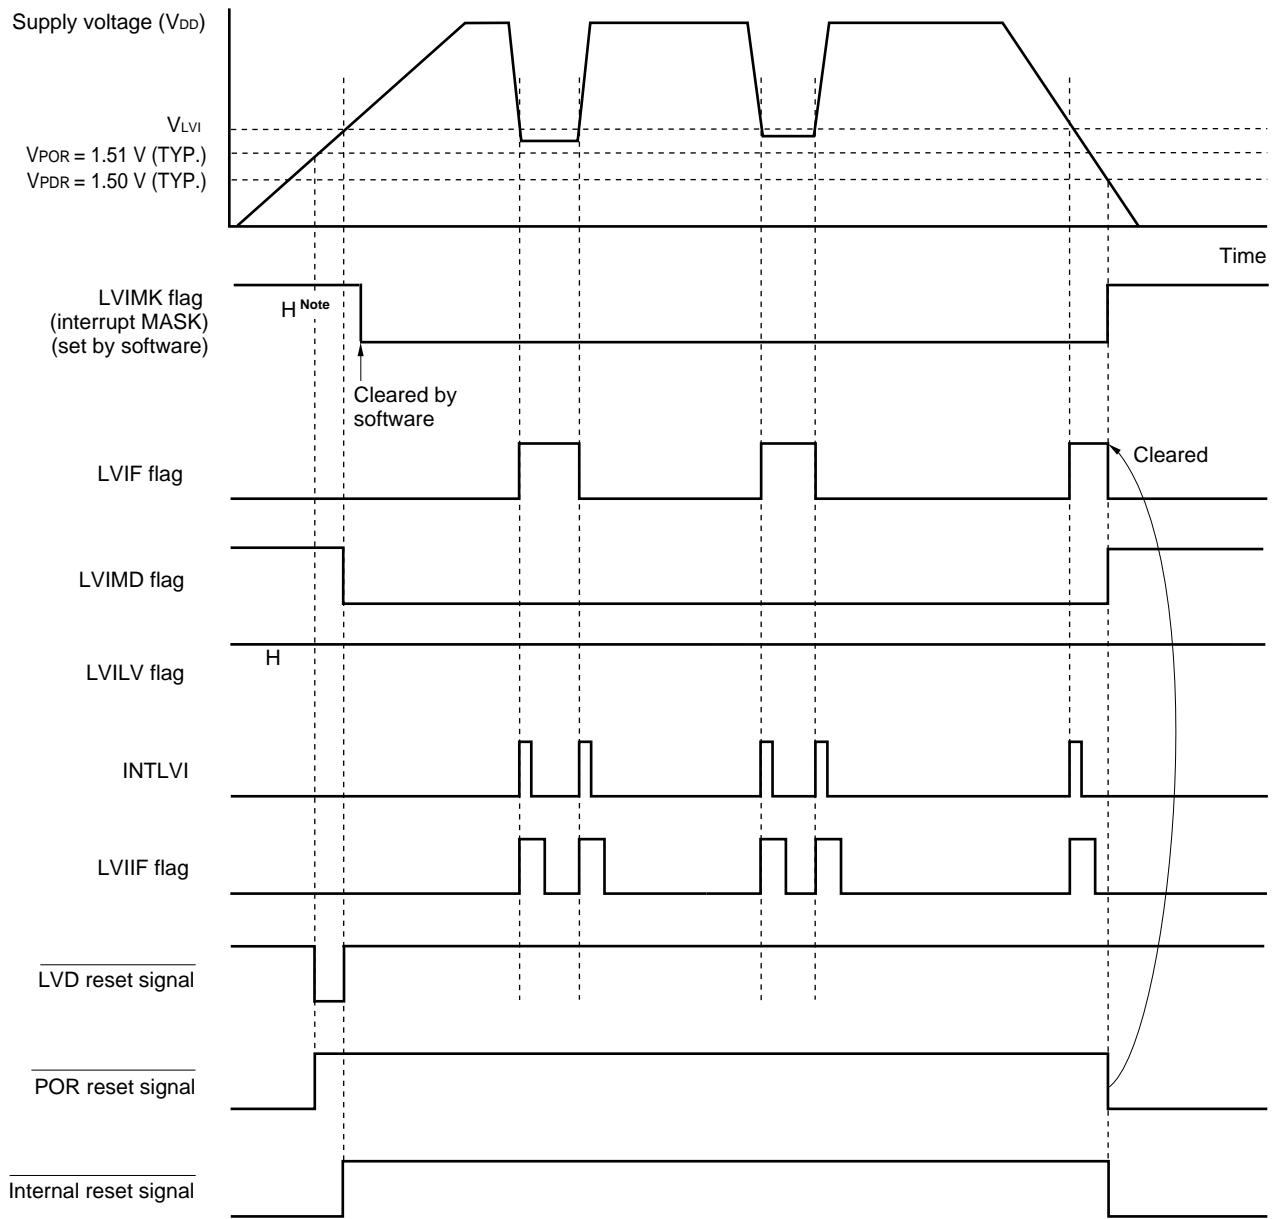 Supply voltage (VDD)
VLVI
VPOR = 1.51 V (TYP.)
VPDR = 1.50 V (TYP.)
Time
LVIMK flag
(interrupt MASK)
(set by software)
H Note
Cleared by
software
LVIF flag
Cleared
LVIMD flag
H
LVILV flag
INTLVI
LVIIF flag
LVD reset signal
POR reset signal
Internal reset signal